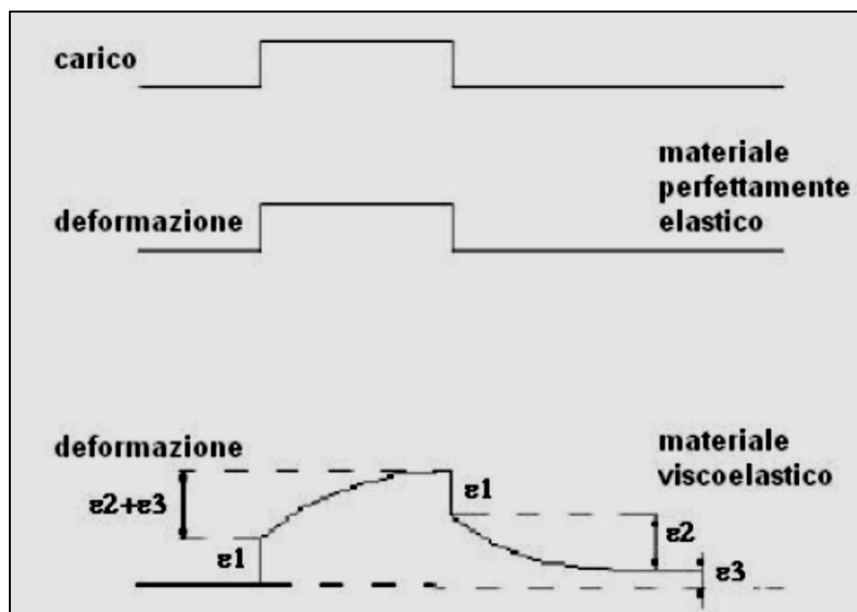 carico
materiale
perfettamente
elastico
deformazione
deformazione
materiale
viscoelastico
ε2+ε3
ε1
ε1
ε2
ε3